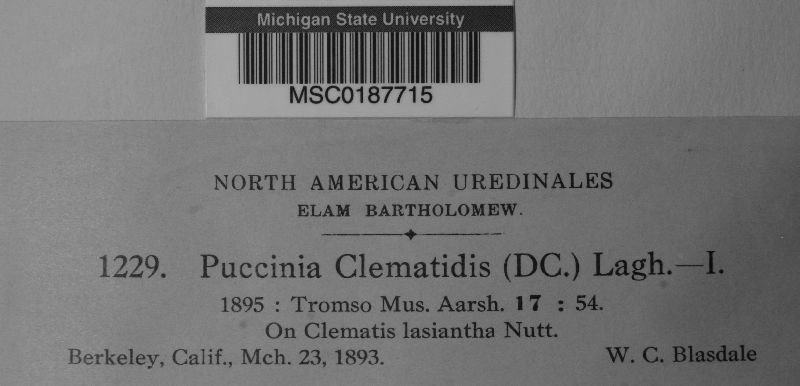 Michigan State University
MSC0187715
NORTH AMERICAN UREDINALES
ELAM BARTHOLOMEW.
1229. Puccinia Clematidis (DC.) Lagh.—I.
1895 : Tromso Mus. Aarsh. 17 : 54.
On Clematis lasiantha Nutt.
Berkeley, Calif., Mch. 23, 1893. W. C. Blasdale